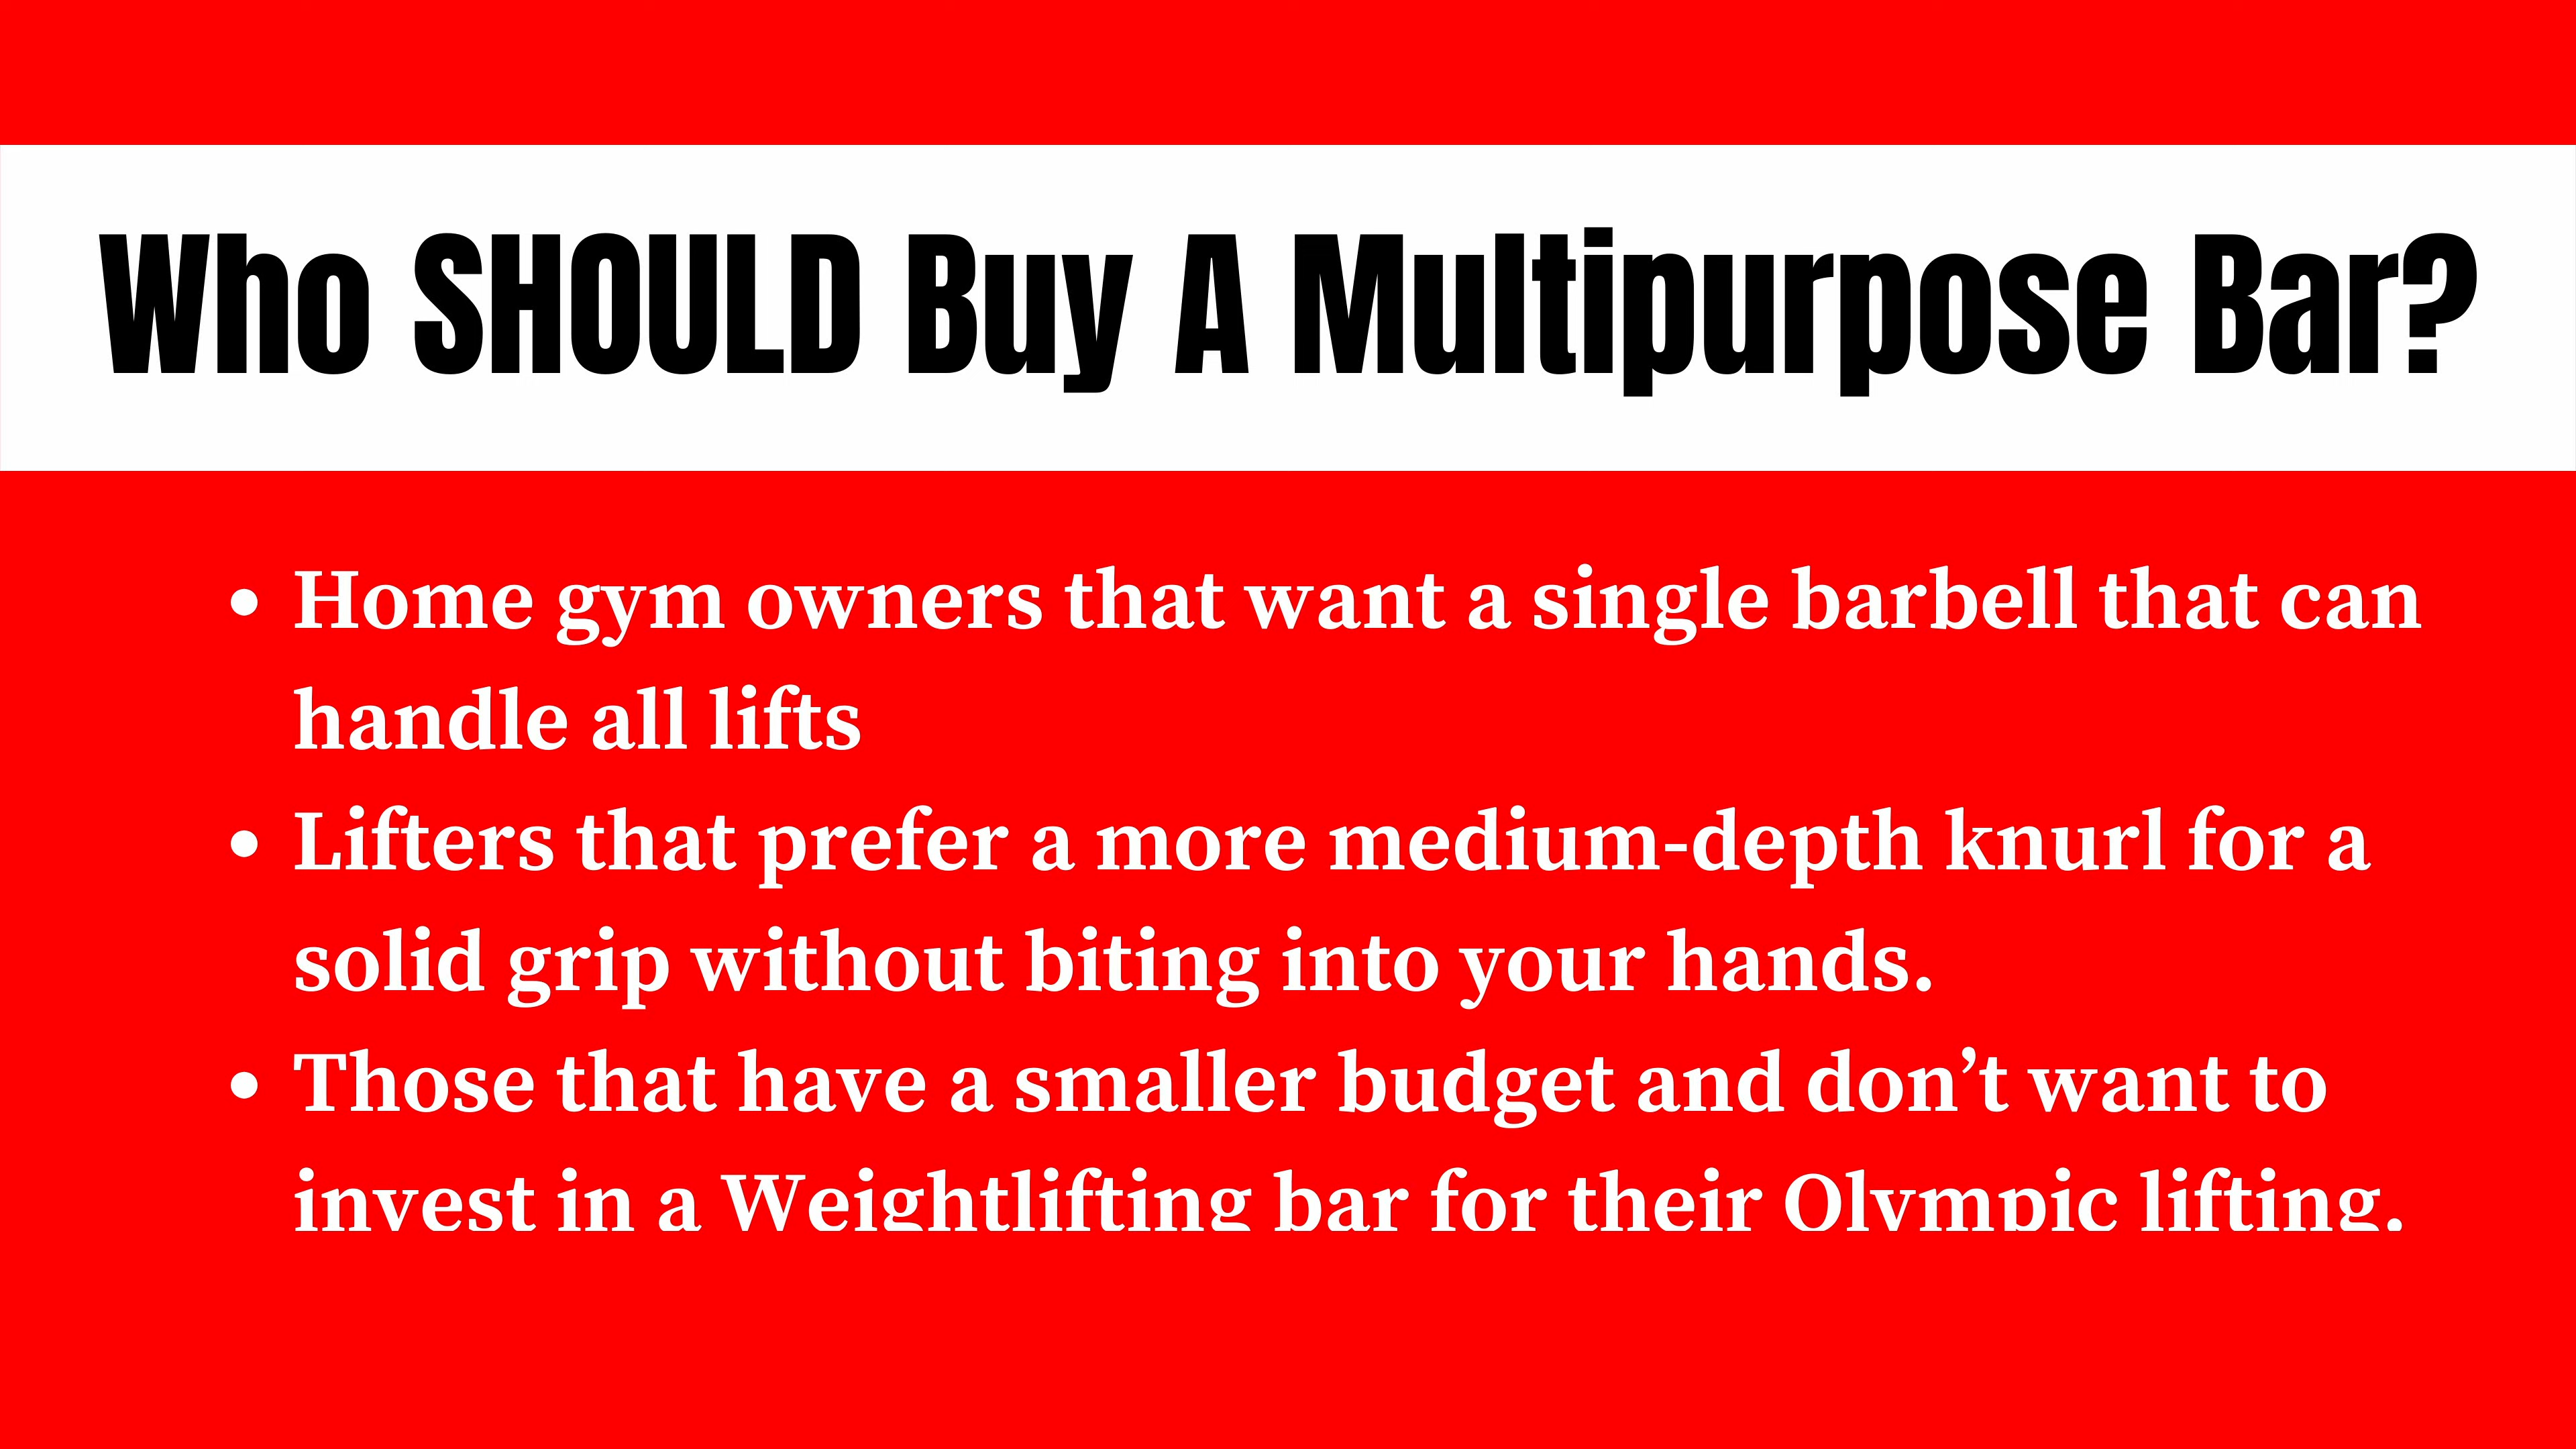 Who SHOULD Buy A Multipurpose Bar?
• Home gym owners that want a single barbell that can
handle all lifts
• Lifters that prefer a more medium-depth knurl for a
solid grip without biting into your hands.
• Those that have a smaller budget and don’t want to
invest in a Weightlifting bar for their Olympic lifting.